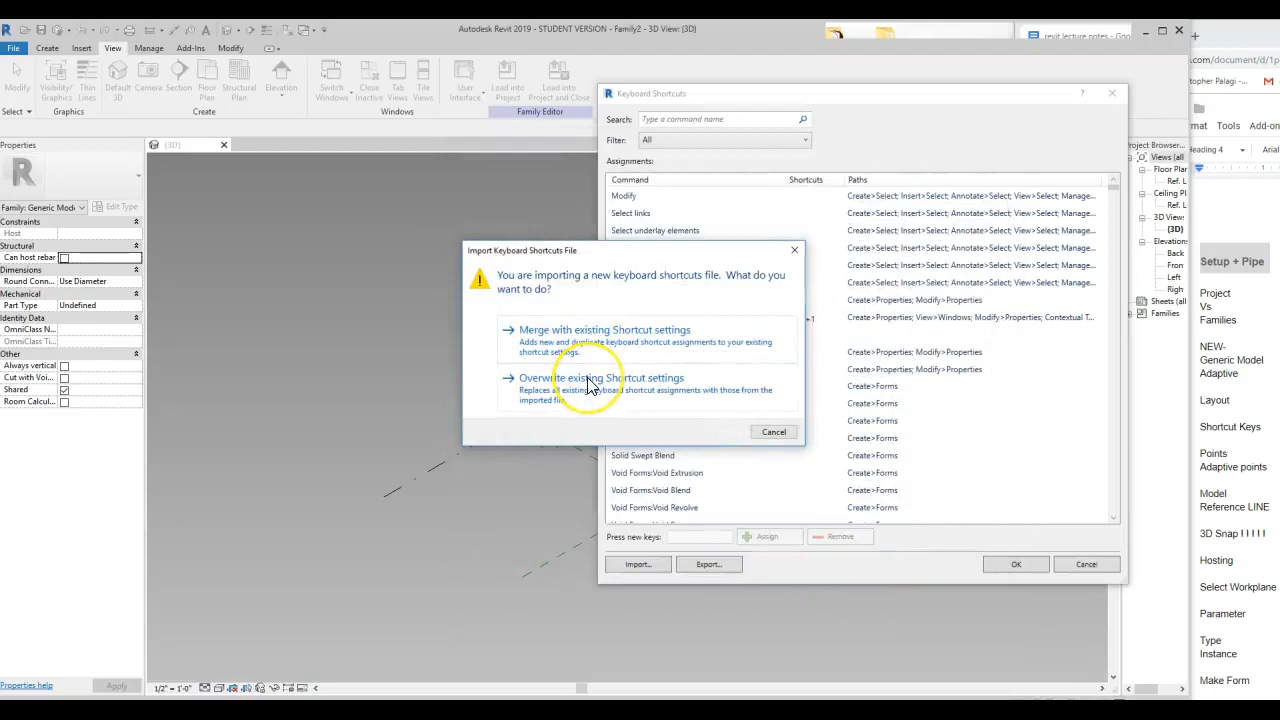 Autodesk Revit 2019 - STUDENT VERSION - Family2 - 3D View: {3D}
revit lecture notes - Goo
File Create Insert View Manage Add-Ins Modify
Modify
Visibility/
Graphics
Thin
Lines
Default
3D
Camera
Section
Floor
Plan
Structural
Plan
Elevation
Switch
Windows
Close
Inactive
Tab
Views
Tile
Views
User
Interface
Load into
Project
Load into
Project and Close
Select
Graphics
Create
Windows
Family Editor
.com/document/d/1p
stopher Palagi -
mat Tools Add-on
eading 4 Arial
Properties
{3D}
Family: Generic Mode
Edit Type
Constraints
Host
Structural
Can host rebar
Dimensions
Round Conn... Use Diameter
Mechanical
Part Type Undefined
Identity Data
OmniClass N...
OmniClass Ti...
Other
Always vertical
Cut with Voi...
Shared
Room Calcul...
Properties help
Apply
Keyboard Shortcuts
?
Search: Type a command name
Filter: All
Assignments:
Command Shortcuts Paths
Modify Create>Select; Insert>Select; Annotate>Select; View>Select; Manage...
Select links Create>Select; Insert>Select; Annotate>Select; View>Select; Manage...
Select underlay elements Create>Select; Insert>Select; Annotate>Select; View>Select; Manage...
Create>Select; Insert>Select; Annotate>Select; View>Select; Manage...
Create>Select; Insert>Select; Annotate>Select; View>Select; Manage...
Create>Select; Insert>Select; Annotate>Select; View>Select; Manage...
Create>Properties; Modify>Properties
+1 Create>Properties; View>Windows; Modify>Properties; Contextual T...
Create>Properties; Modify>Properties
Create>Properties; Modify>Properties
Create>Forms
Create>Forms
Create>Forms
Create>Forms
Solid Swept Blend Create>Forms
Void Forms:Void Extrusion Create>Forms
Void Forms:Void Blend Create>Forms
Void Forms:Void Revolve Create>Forms
Press new keys: Assign Remove
Import... Export... OK Cancel
Import Keyboard Shortcuts File
You are importing a new keyboard shortcuts file. What do you
want to do?
Merge with existing Shortcut settings
Adds new and duplicate keyboard shortcut assignments to your existing
shortcut settings.
Overwrite existing Shortcut settings
Replaces all existing keyboard shortcut assignments with those from the
imported file.
Cancel
Project Browser...
Views (all
Floor Plan
Ref. L
Ceiling Pl
Ref. L
3D Views
{3D}
Elevations
Back
Fron
Left
Righ
Sheets (al
Families
Setup + Pipe
Project
Vs
Families
NEW-
Generic Model
Adaptive
Layout
Shortcut Keys
Points
Adaptive points
Model
Reference LINE
3D Snap ! ! ! ! !
Hosting
Select Workplane
Parameter
Type
Instance
Make Form
1/2" = 1'-0"